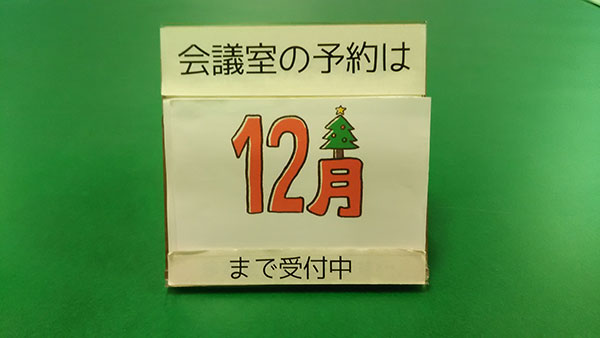 会議室の予約は
12月
まで受付中